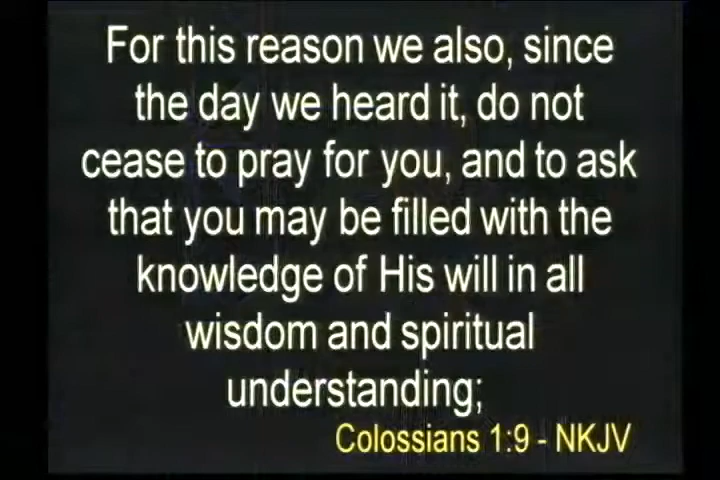 For this reason we also, since
the day we heard it, do not
cease to pray for you, and to ask
that you may be filled with the
knowledge of His will in all
wisdom and spiritual
understanding;
Colossians 1:9 - NKJV